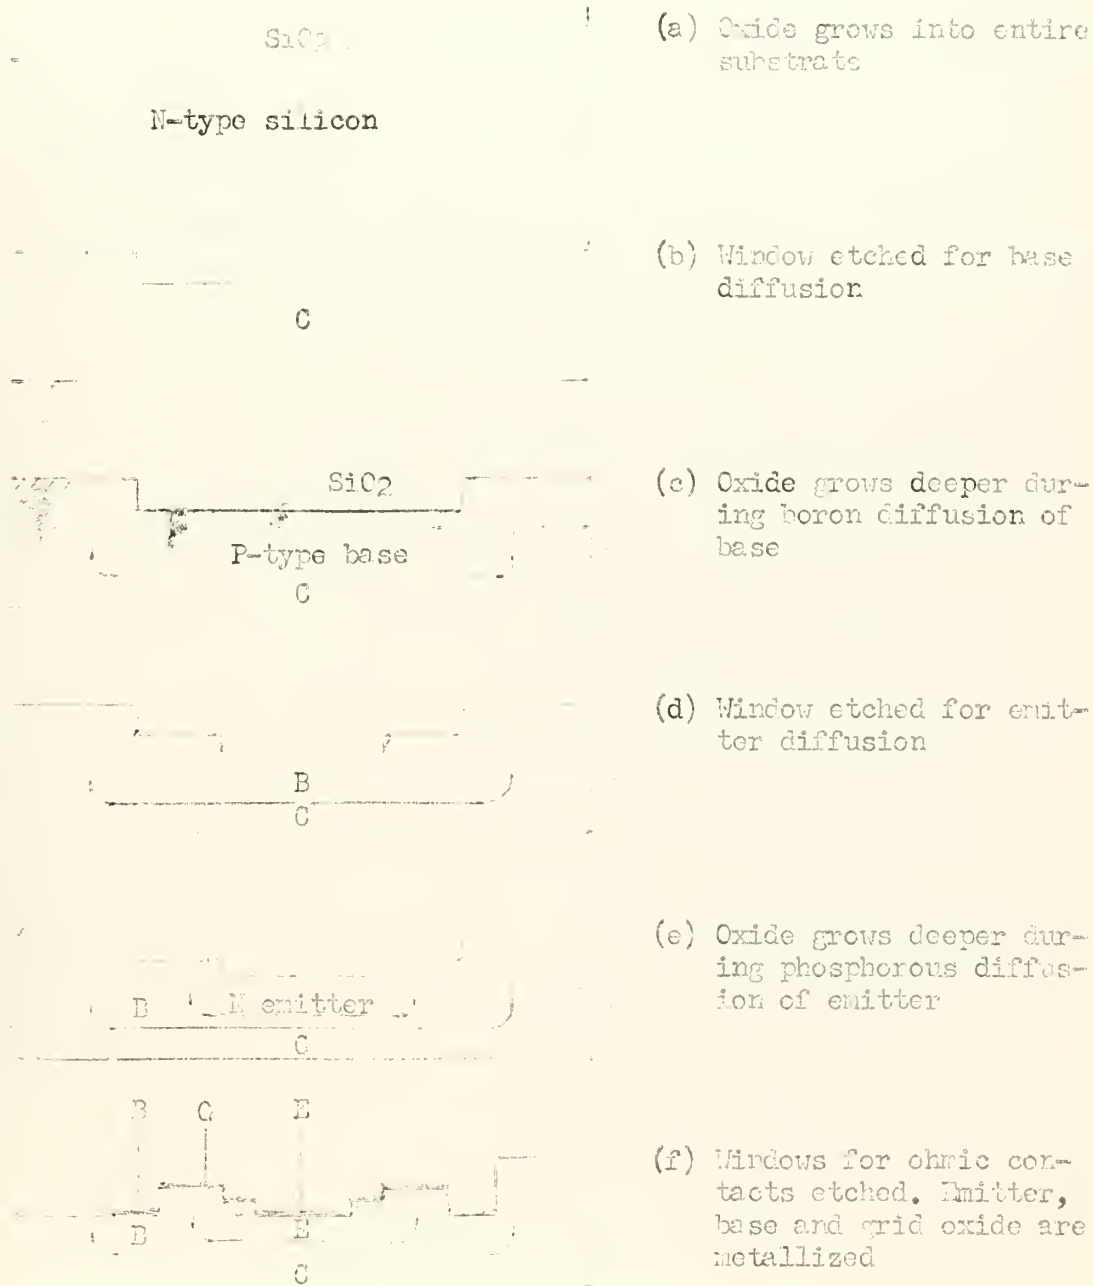 SiO2
(a) Oxide grows into entire
substrate
N-type silicon
(b) Window etched for base
diffusion
C
SiO2
(c) Oxide grows deeper dur-
ing boron diffusion of
base
P-type base
C
(d) Window etched for emit-
ter diffusion
B
C
(e) Oxide grows deeper dur-
ing phosphorous diffus-
ion of emitter
B N emitter
C
B G E
(f) Windows for ohmic con-
tacts etched. Emitter,
base and grid oxide are
metallized
B E
C